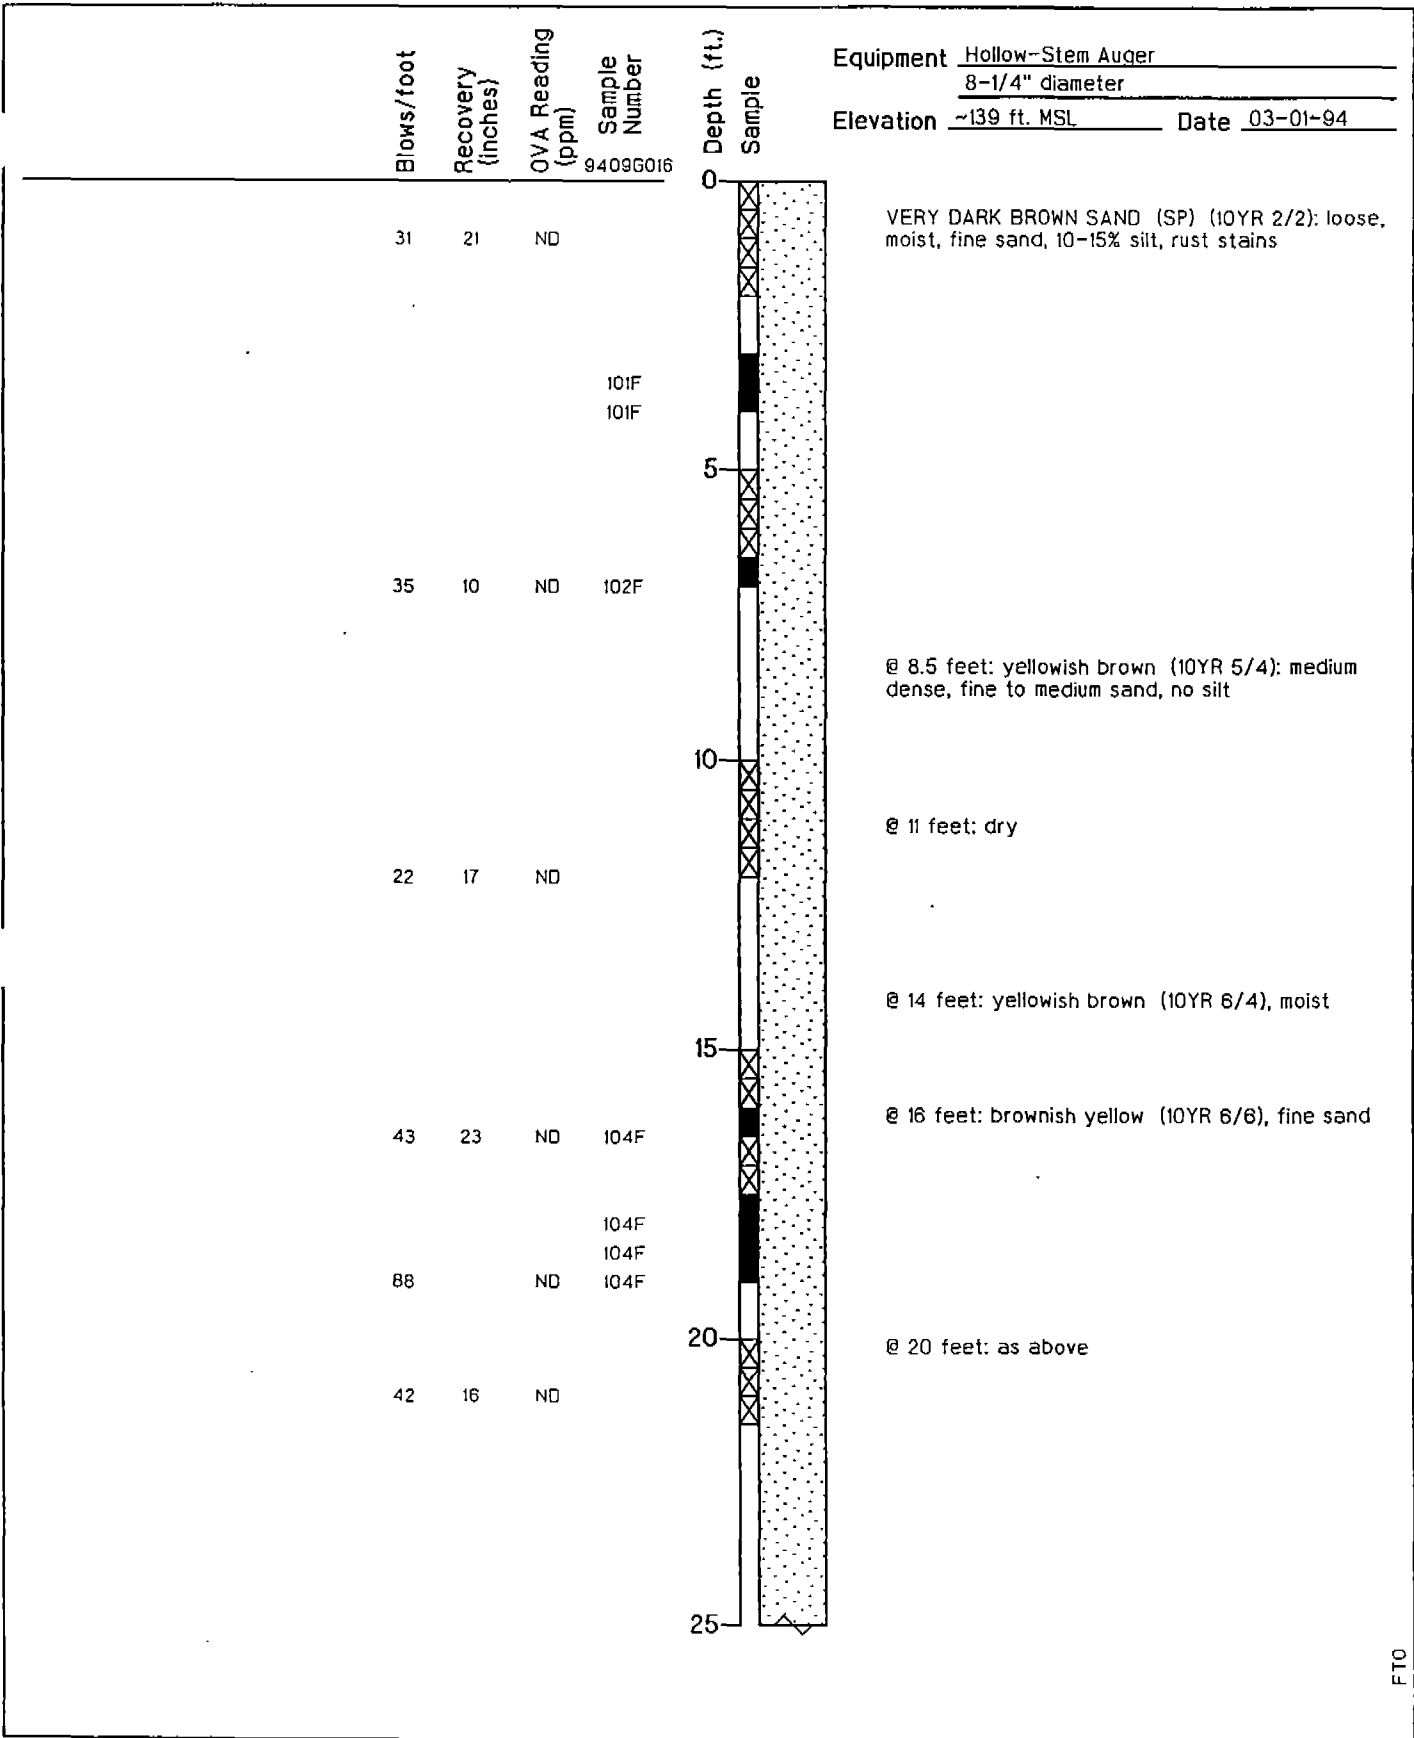 Blows/foot
Recovery (inches)
OVA Reading (ppm)
Sample Number
9409G016
Depth (ft.)
Sample
Equipment Hollow-Stem Auger
8-1/4" diameter
Elevation ~139 ft. MSL Date 03-01-94
0
VERY DARK BROWN SAND (SP) (10YR 2/2): loose,
moist, fine sand, 10-15% silt, rust stains
31 21 ND
101F
101F
5
35 10 ND 102F
@ 8.5 feet: yellowish brown (10YR 5/4): medium
dense, fine to medium sand, no silt
10
@ 11 feet: dry
22 17 ND
@ 14 feet: yellowish brown (10YR 6/4), moist
15
@ 16 feet: brownish yellow (10YR 6/6), fine sand
43 23 ND 104F
104F
104F
88 ND 104F
20
@ 20 feet: as above
42 16 ND
25
FTO